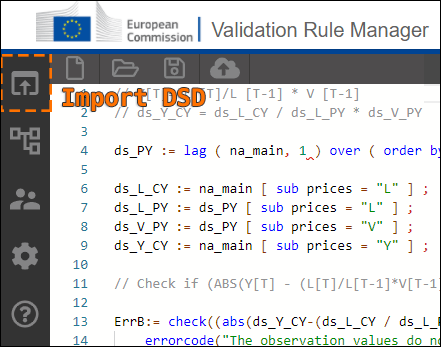 European
Commission
Validation Rule Manager
Import DSD
1 // T]/L [T-1] * V [T-1]
2 // ds_Y_CY = ds_L_CY / ds_L_PY * ds_V_PY
3
4 ds_PY := lag ( na_main, 1 ) over ( order by
5
6 ds_L_CY := na_main [ sub prices = "L" ] ;
7 ds_L_PY := ds_PY [ sub prices = "L" ] ;
8 ds_V_PY := ds_PY [ sub prices = "V" ] ;
9 ds_Y_CY := na_main [ sub prices = "Y" ] ;
10
11 // Check if (ABS(Y[T] - (L[T]/L[T-1]*V[T-1
12
13 ErrB:= check((abs(ds_Y_CY-(ds_L_CY / ds_L_P
14 errorcode("The observation values do n